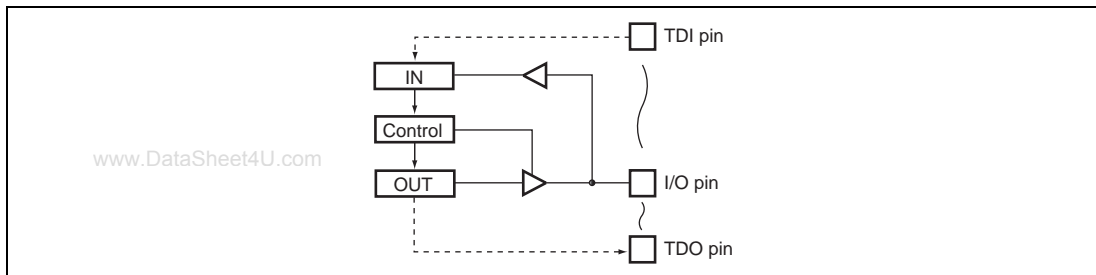 TDI pin
IN
Control
www.DataSheet4U.com
OUT
I/O pin
TDO pin